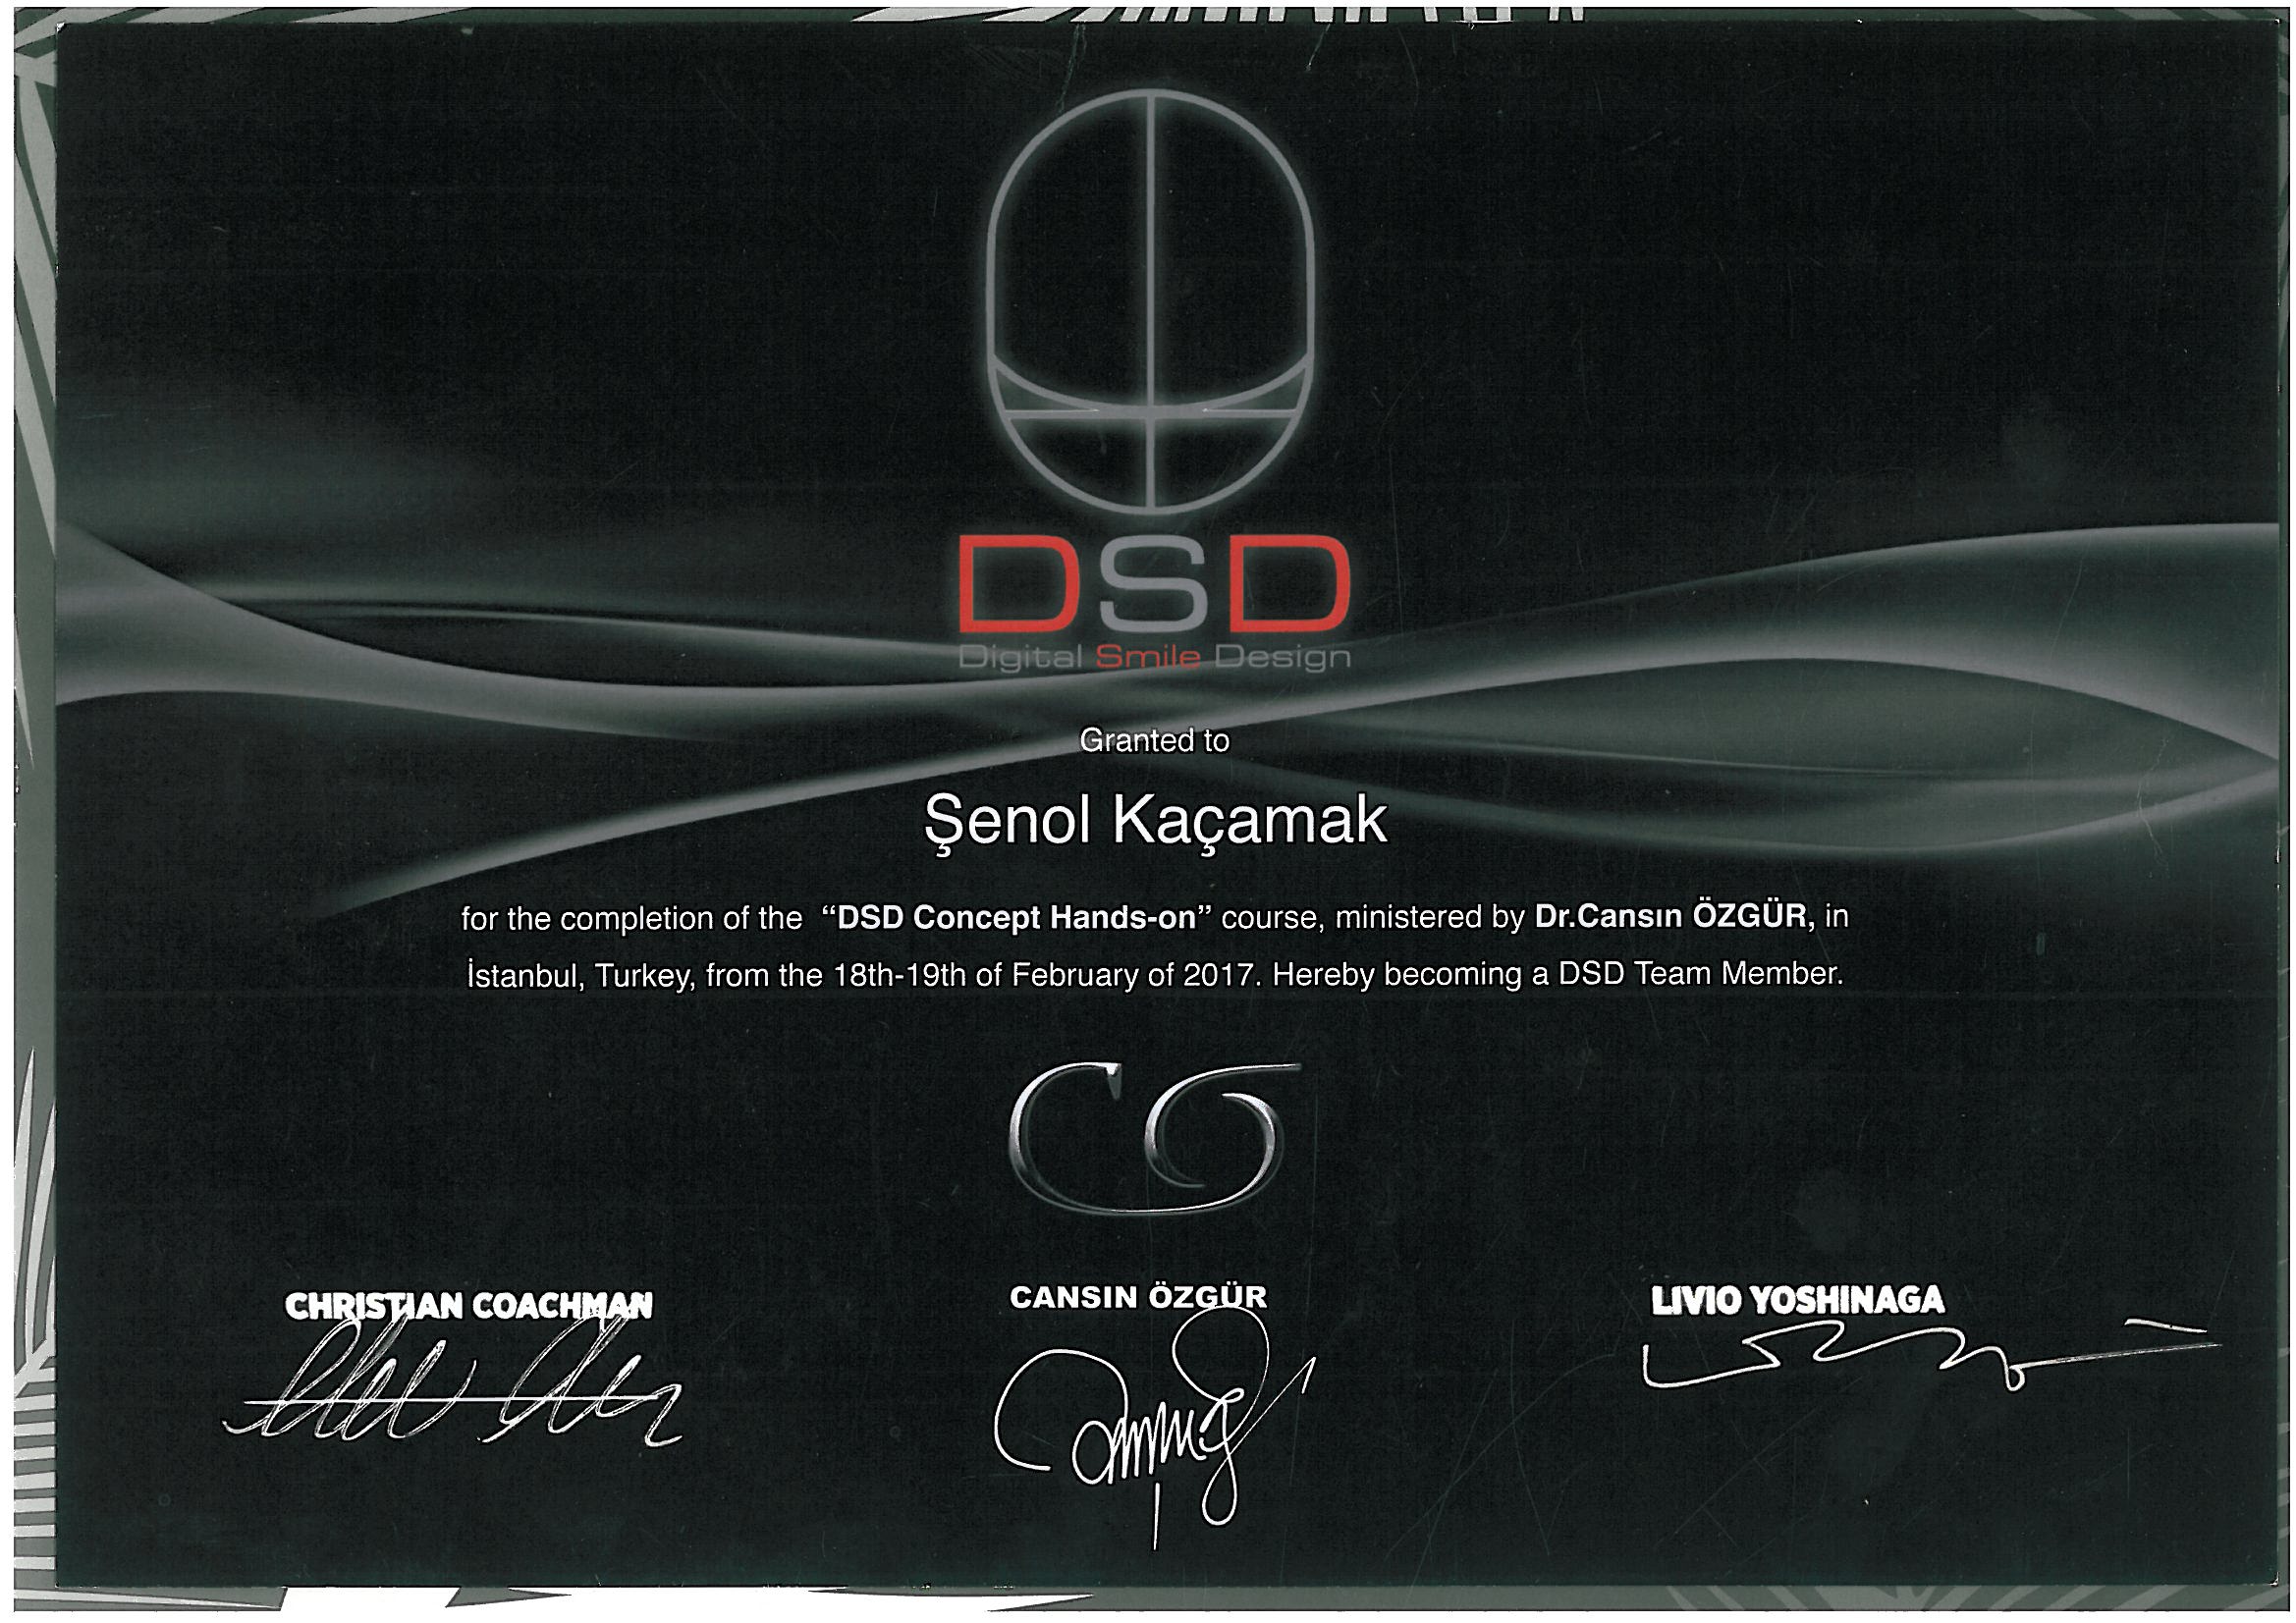 DSD
Digital Smile Design
Granted to
Şenol Kaçamak
for the completion of the “DSD Concept Hands-on” course, ministered by Dr.Cansın ÖZGÜR, in
İstanbul, Turkey, from the 18th-19th of February of 2017. Hereby becoming a DSD Team Member.
CHRISTIAN COACHMAN
CANSIN ÖZGÜR
LIVIO YOSHINAGA